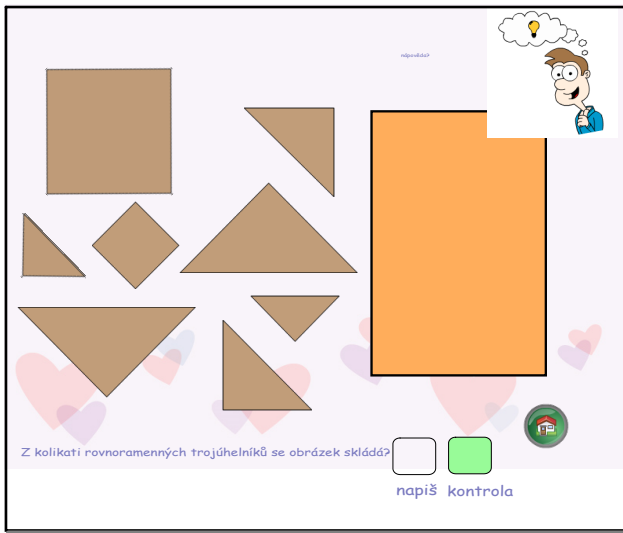 nápověda?
Z kolikati rovnoramenných trojúhelníků se obrázek skládá?
napiš kontrola